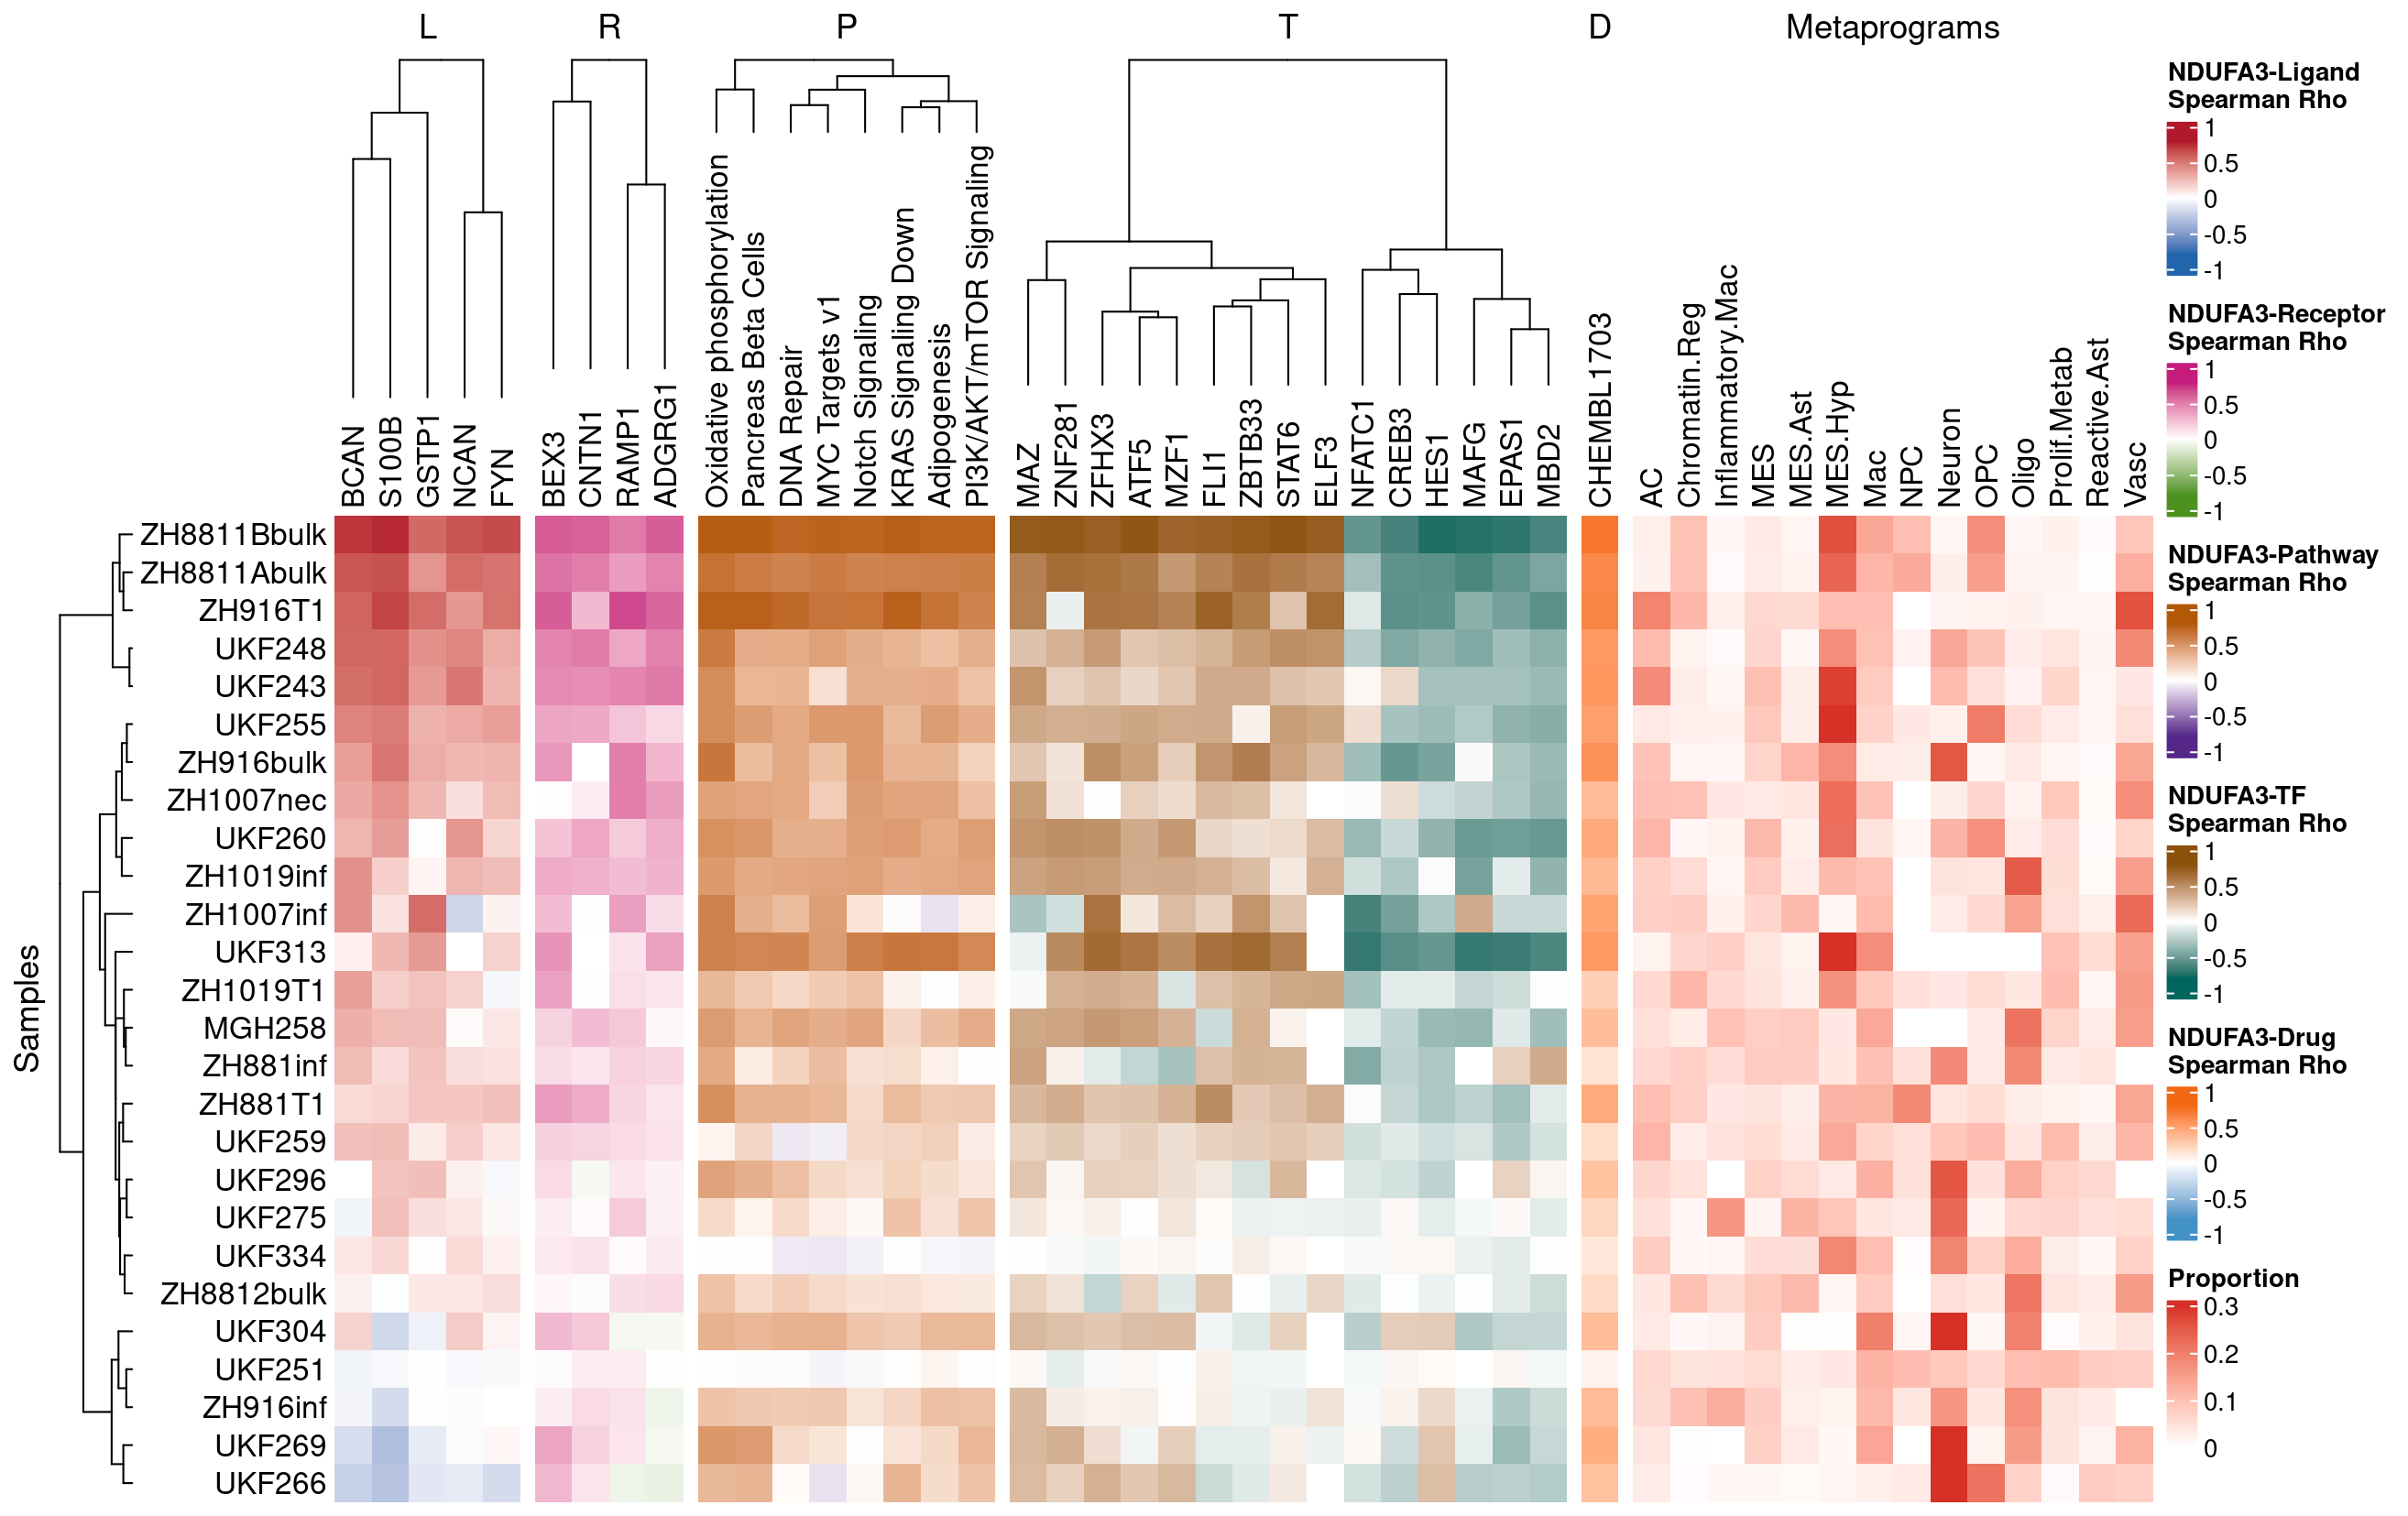 L R P T D Metaprograms
BCAN
S100B
GSTP1
NCAN
FYN
BEX3
CNTN1
RAMP1
ADGRG1
Oxidative phosphorylation
Pancreas Beta Cells
DNA Repair
MYC Targets v1
Notch Signaling
KRAS Signaling Down
Adipogenesis
PI3K/AKT/mTOR Signaling
MAZ
ZNF281
ZFHX3
ATF5
MZF1
FLI1
ZBTB33
STAT6
ELF3
NFATC1
CREB3
HES1
MAFG
EPAS1
MBD2
CHEMBL1703
AC
Chromatin.Reg
Inflammatory.Mac
MES
MES.Ast
MES.Hyp
Mac
NPC
Neuron
OPC
Oligo
Prolif.Metab
Reactive.Ast
Vasc
Samples
ZH8811Bbulk
ZH8811Abulk
ZH916T1
UKF248
UKF243
UKF255
ZH916bulk
ZH1007nec
UKF260
ZH1019inf
ZH1007inf
UKF313
ZH1019T1
MGH258
ZH881inf
ZH881T1
UKF259
UKF296
UKF275
UKF334
ZH8812bulk
UKF304
UKF251
ZH916inf
UKF269
UKF266
NDUFA3-Ligand
Spearman Rho
1
0.5
0
-0.5
-1
NDUFA3-Receptor
Spearman Rho
1
0.5
0
-0.5
-1
NDUFA3-Pathway
Spearman Rho
1
0.5
0
-0.5
-1
NDUFA3-TF
Spearman Rho
1
0.5
0
-0.5
-1
NDUFA3-Drug
Spearman Rho
1
0.5
0
-0.5
-1
Proportion
0.3
0.2
0.1
0